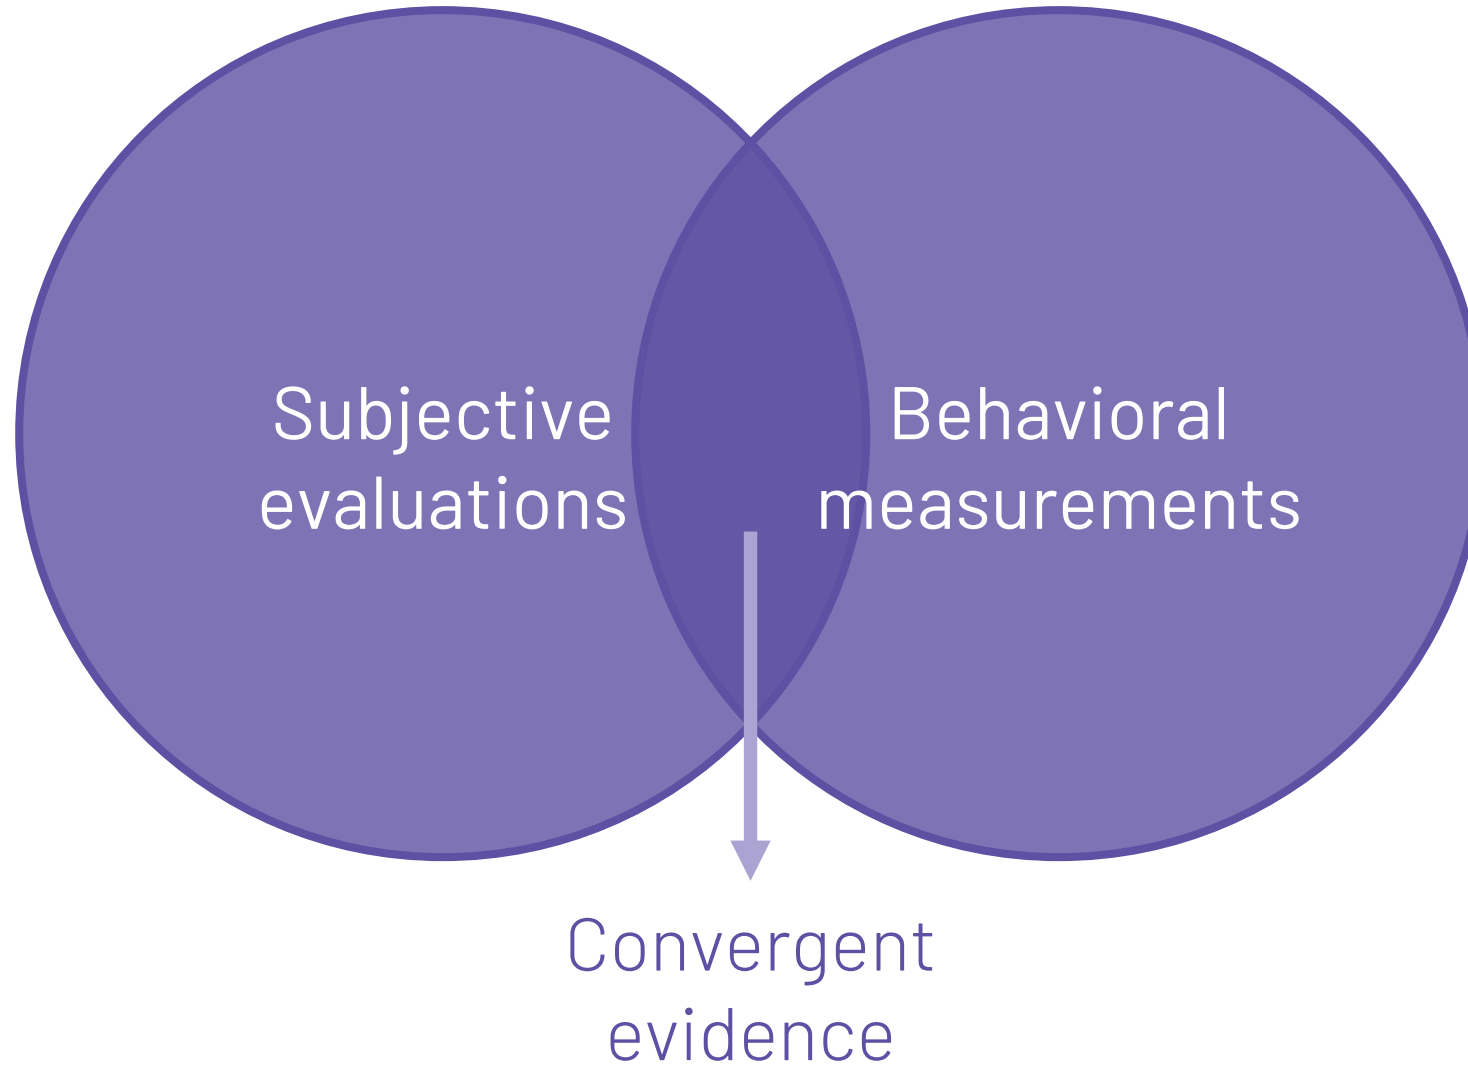 Subjective
evaluations
Behavioral
measurements
Convergent
evidence